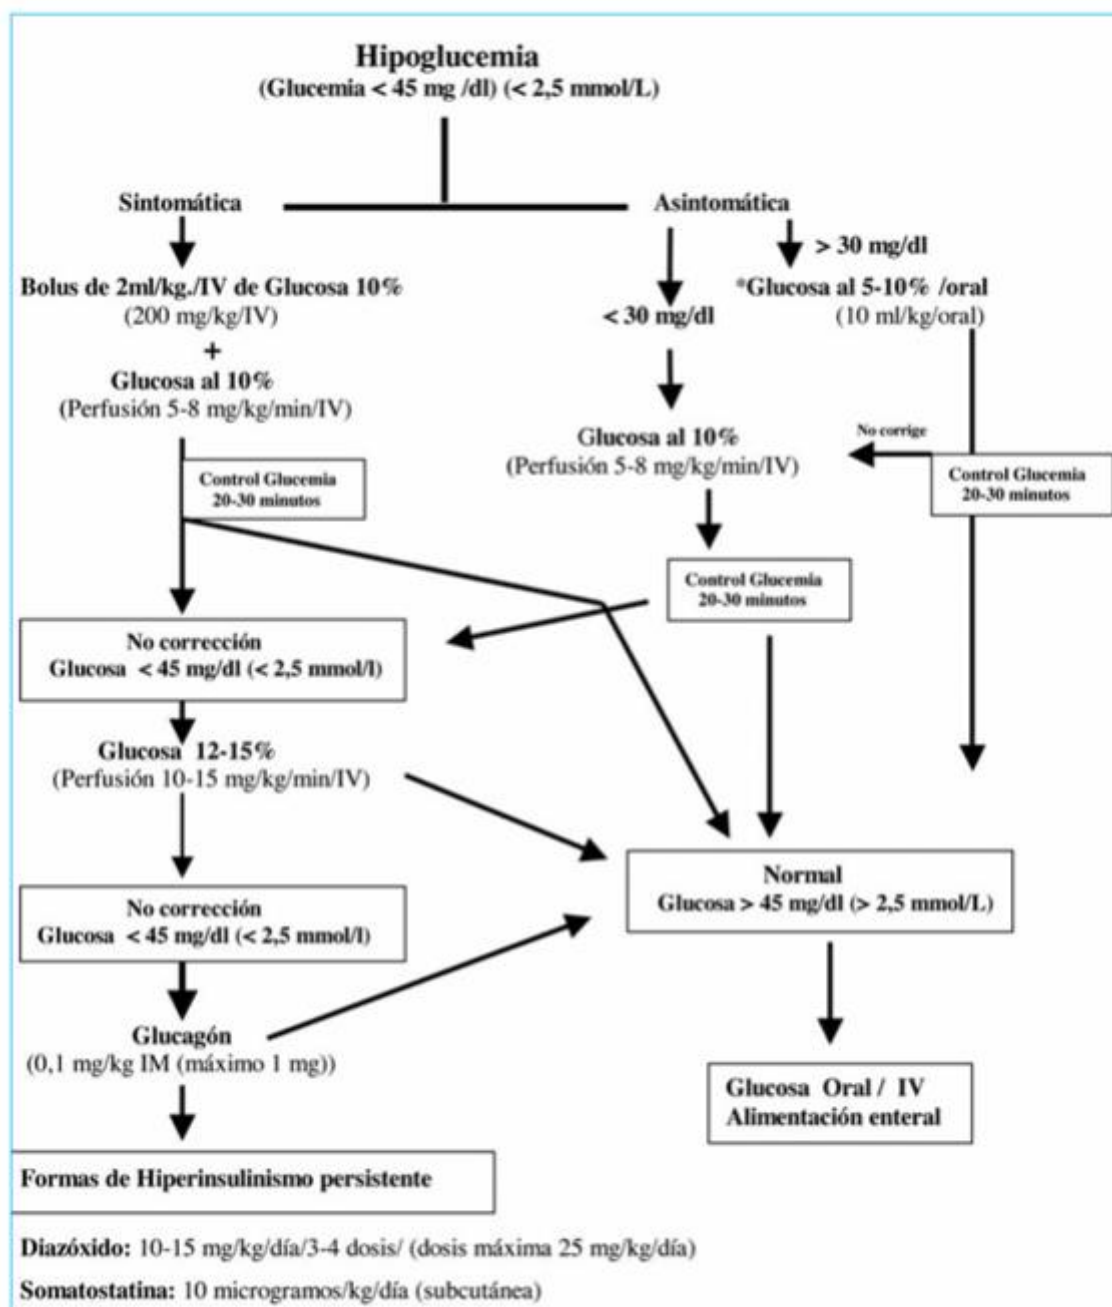 Hipoglucemia
(Glucemia < 45 mg /dl) (< 2,5 mmol/L)
Sintomática
Asintomática
> 30 mg/dl
Bolus de 2ml/kg./IV de Glucosa 10%
(200 mg/kg/IV)
*Glucosa al 5-10% /oral
(10 ml/kg/oral)
< 30 mg/dl
+
Glucosa al 10%
(Perfusión 5-8 mg/kg/min/IV)
Glucosa al 10%
(Perfusión 5-8 mg/kg/min/IV)
No corrige
Control Glucemia
20-30 minutos
Control Glucemia
20-30 minutos
Control Glucemia
20-30 minutos
No corrección
Glucosa < 45 mg/dl (< 2,5 mmol/l)
Glucosa 12-15%
(Perfusión 10-15 mg/kg/min/IV)
Normal
Glucosa > 45 mg/dl (> 2,5 mmol/L)
No corrección
Glucosa < 45 mg/dl (< 2,5 mmol/l)
Glucagón
(0,1 mg/kg IM (máximo 1 mg))
Glucosa Oral / IV
Alimentación enteral
Formas de Hiperinsulinismo persistente
Diazóxido: 10-15 mg/kg/día/3-4 dosis/ (dosis máxima 25 mg/kg/día)
Somatostatina: 10 microgramos/kg/día (subcutánea)